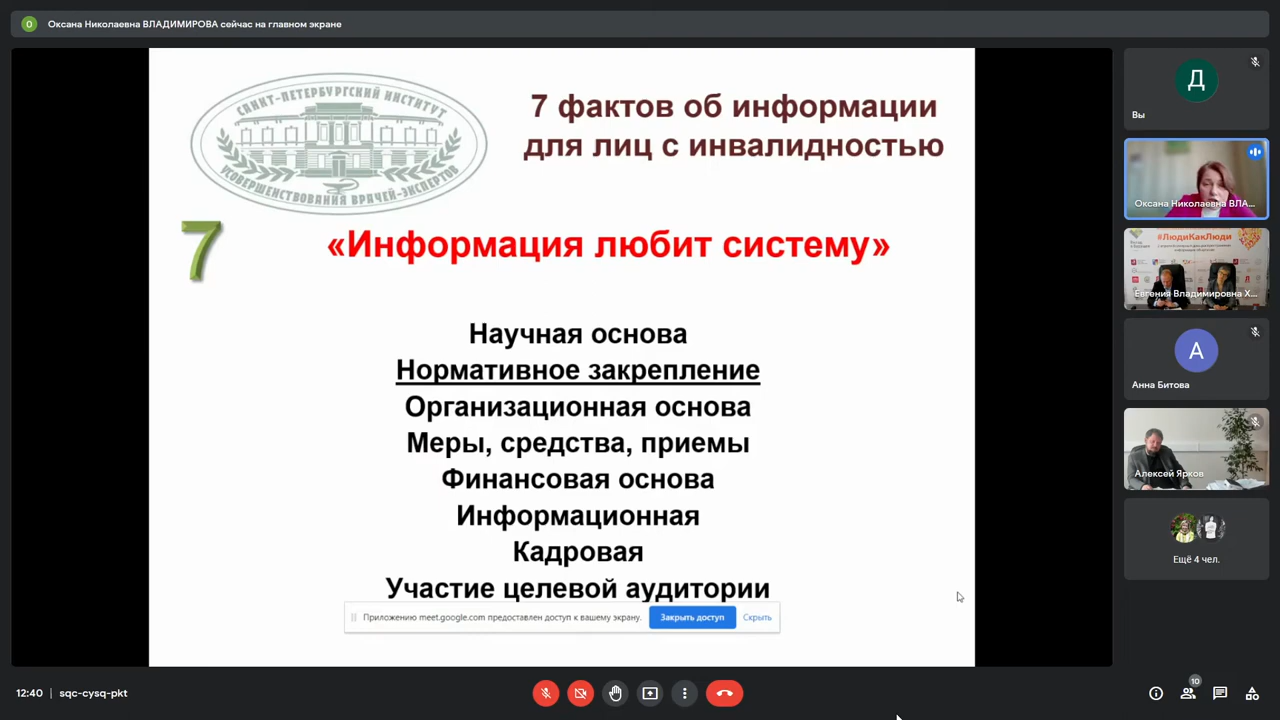 О
Оксана Николаевна ВЛАДИМИРОВА сейчас на главном экране
САНКТ-ПЕТЕРБУРГСКИЙ ИНСТИТУТ
УСОВЕРШЕНСТВОВАНИЯ ВРАЧЕЙ-ЭКСПЕРТОВ
7 фактов об информации
для лиц с инвалидностью
7
«Информация любит систему»
Научная основа
Нормативное закрепление
Организационная основа
Меры, средства, приемы
Финансовая основа
Информационная
Кадровая
Участие целевой аудитории
Приложению meet.google.com предоставлен доступ к вашему экрану.
Закрыть доступ
Скрыть
Д
Вы
Оксана Николаевна ВЛА...
#ЛюдиКакЛюди
Евгения Владимировна Х...
А
Анна Битова
Алексей Ярков
Ещё 4 чел.
12:40 | sqc-cysq-pkt
10